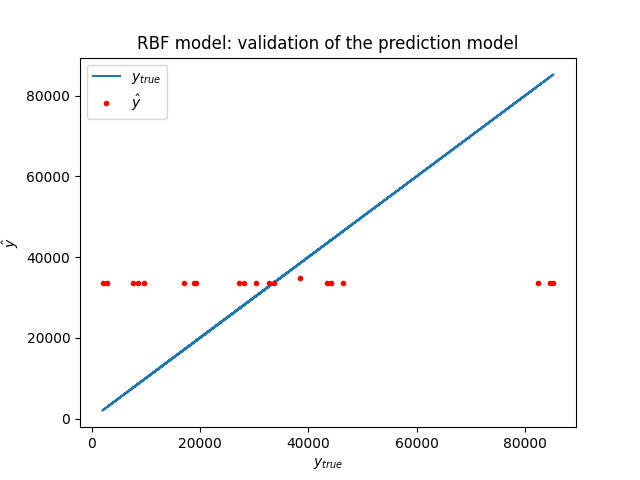 RBF model: validation of the prediction model
y_true
ŷ
80000
60000
40000
20000
0
ŷ
0 20000 40000 60000 80000
y_true